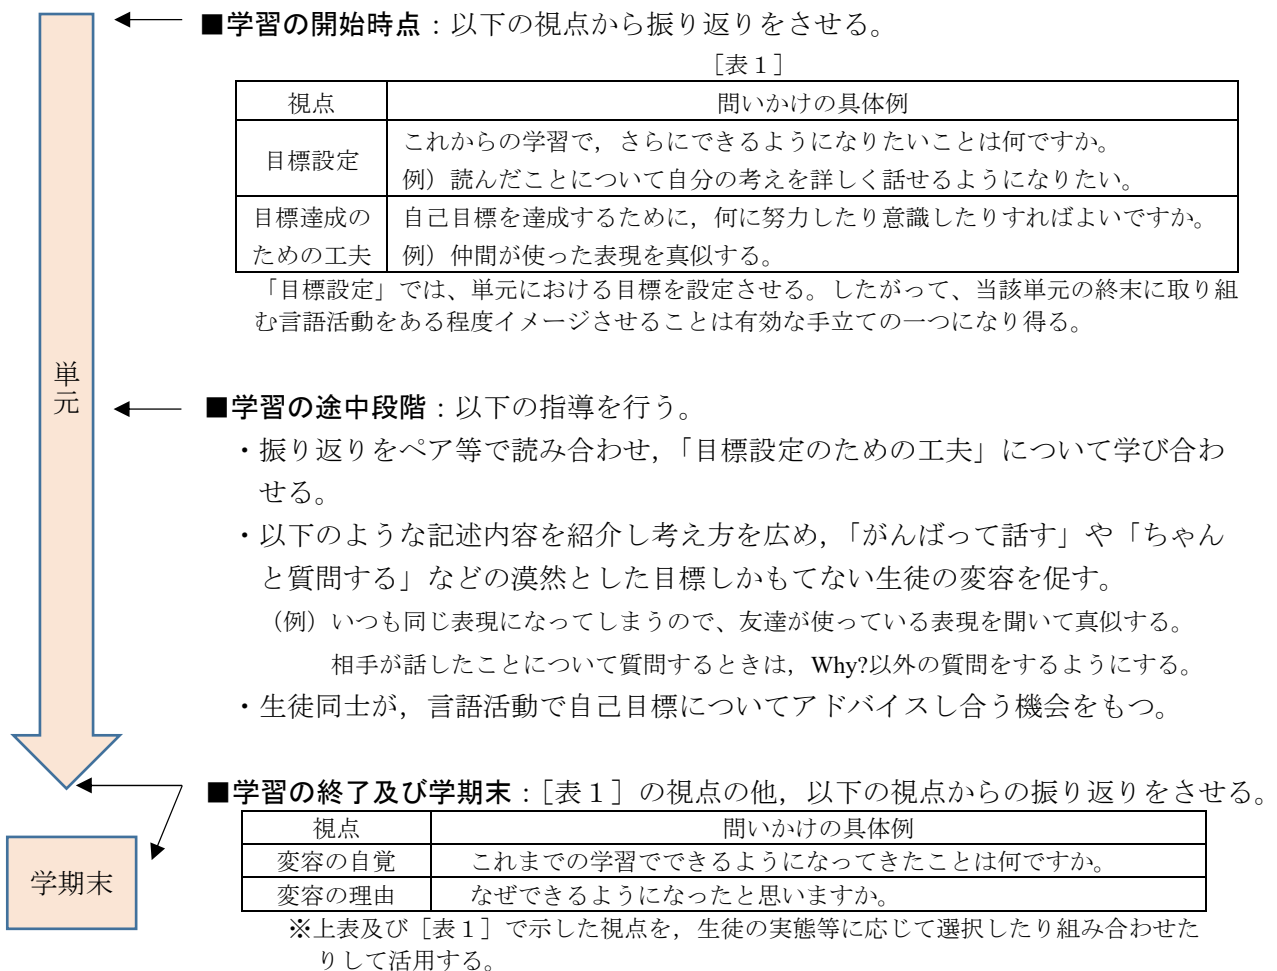 ■学習の開始時点：以下の視点から振り返りをさせる。
［表１］
視点 問いかけの具体例
目標設定 これからの学習で，さらにできるようになりたいことは何ですか。
例）読んだことについて自分の考えを詳しく話せるようになりたい。
目標達成の 自己目標を達成するために，何に努力したり意識したりすればよいですか。
ための工夫 例）仲間が使った表現を真似する。
「目標設定」では、単元における目標を設定させる。したがって、当該単元の終末に取り組
む言語活動をある程度イメージさせることは有効な手立ての一つになり得る。
単元
■学習の途中段階：以下の指導を行う。
・振り返りをペア等で読み合わせ，「目標設定のための工夫」について学び合わ
せる。
・以下のような記述内容を紹介し考え方を広め，「がんばって話す」や「ちゃん
と質問する」などの漠然とした目標しかもてない生徒の変容を促す。
（例）いつも同じ表現になってしまうので、友達が使っている表現を聞いて真似する。
相手が話したことについて質問するときは，Why?以外の質問をするようにする。
・生徒同士が，言語活動で自己目標についてアドバイスし合う機会をもつ。
■学習の終了及び学期末：［表１］の視点の他，以下の視点からの振り返りをさせる。
視点 問いかけの具体例
変容の自覚 これまでの学習でできるようになってきたことは何ですか。
変容の理由 なぜできるようになったと思いますか。
学期末
※上表及び［表１］で示した視点を，生徒の実態等に応じて選択したり組み合わせた
りして活用する。